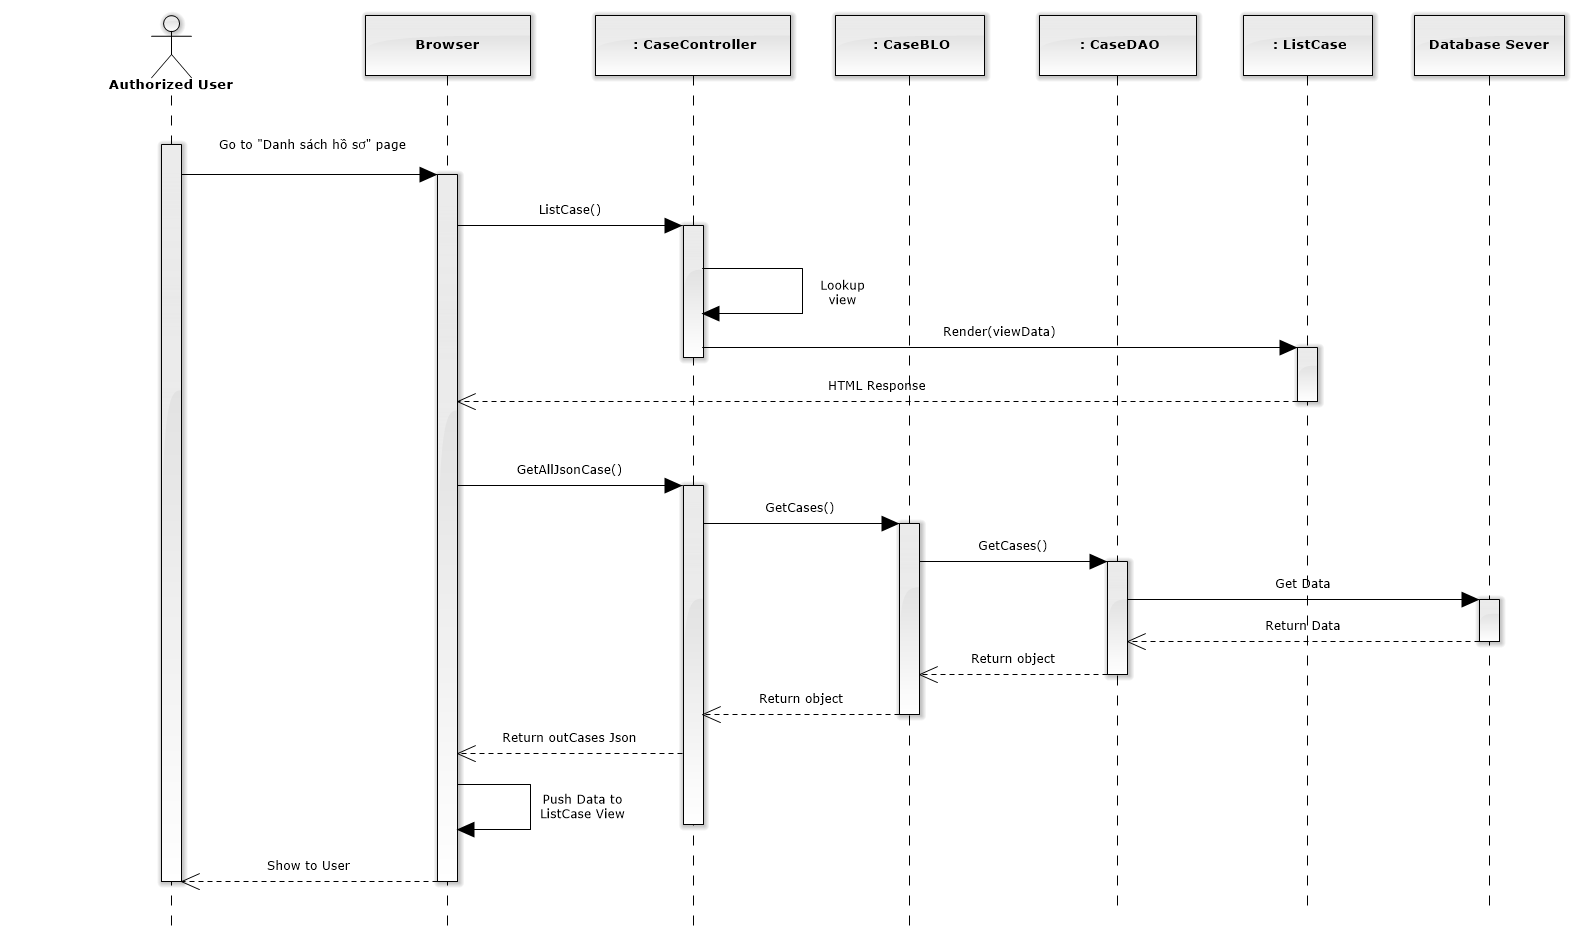 Browser
: CaseController
: CaseBLO
: CaseDAO
: ListCase
Database Sever
Authorized User
Go to "Danh sách hồ sơ" page
ListCase()
Lookup
view
Render(viewData)
HTML Response
GetAllJsonCase()
GetCases()
GetCases()
Get Data
Return Data
Return object
Return object
Return outCases Json
Push Data to
ListCase View
Show to User